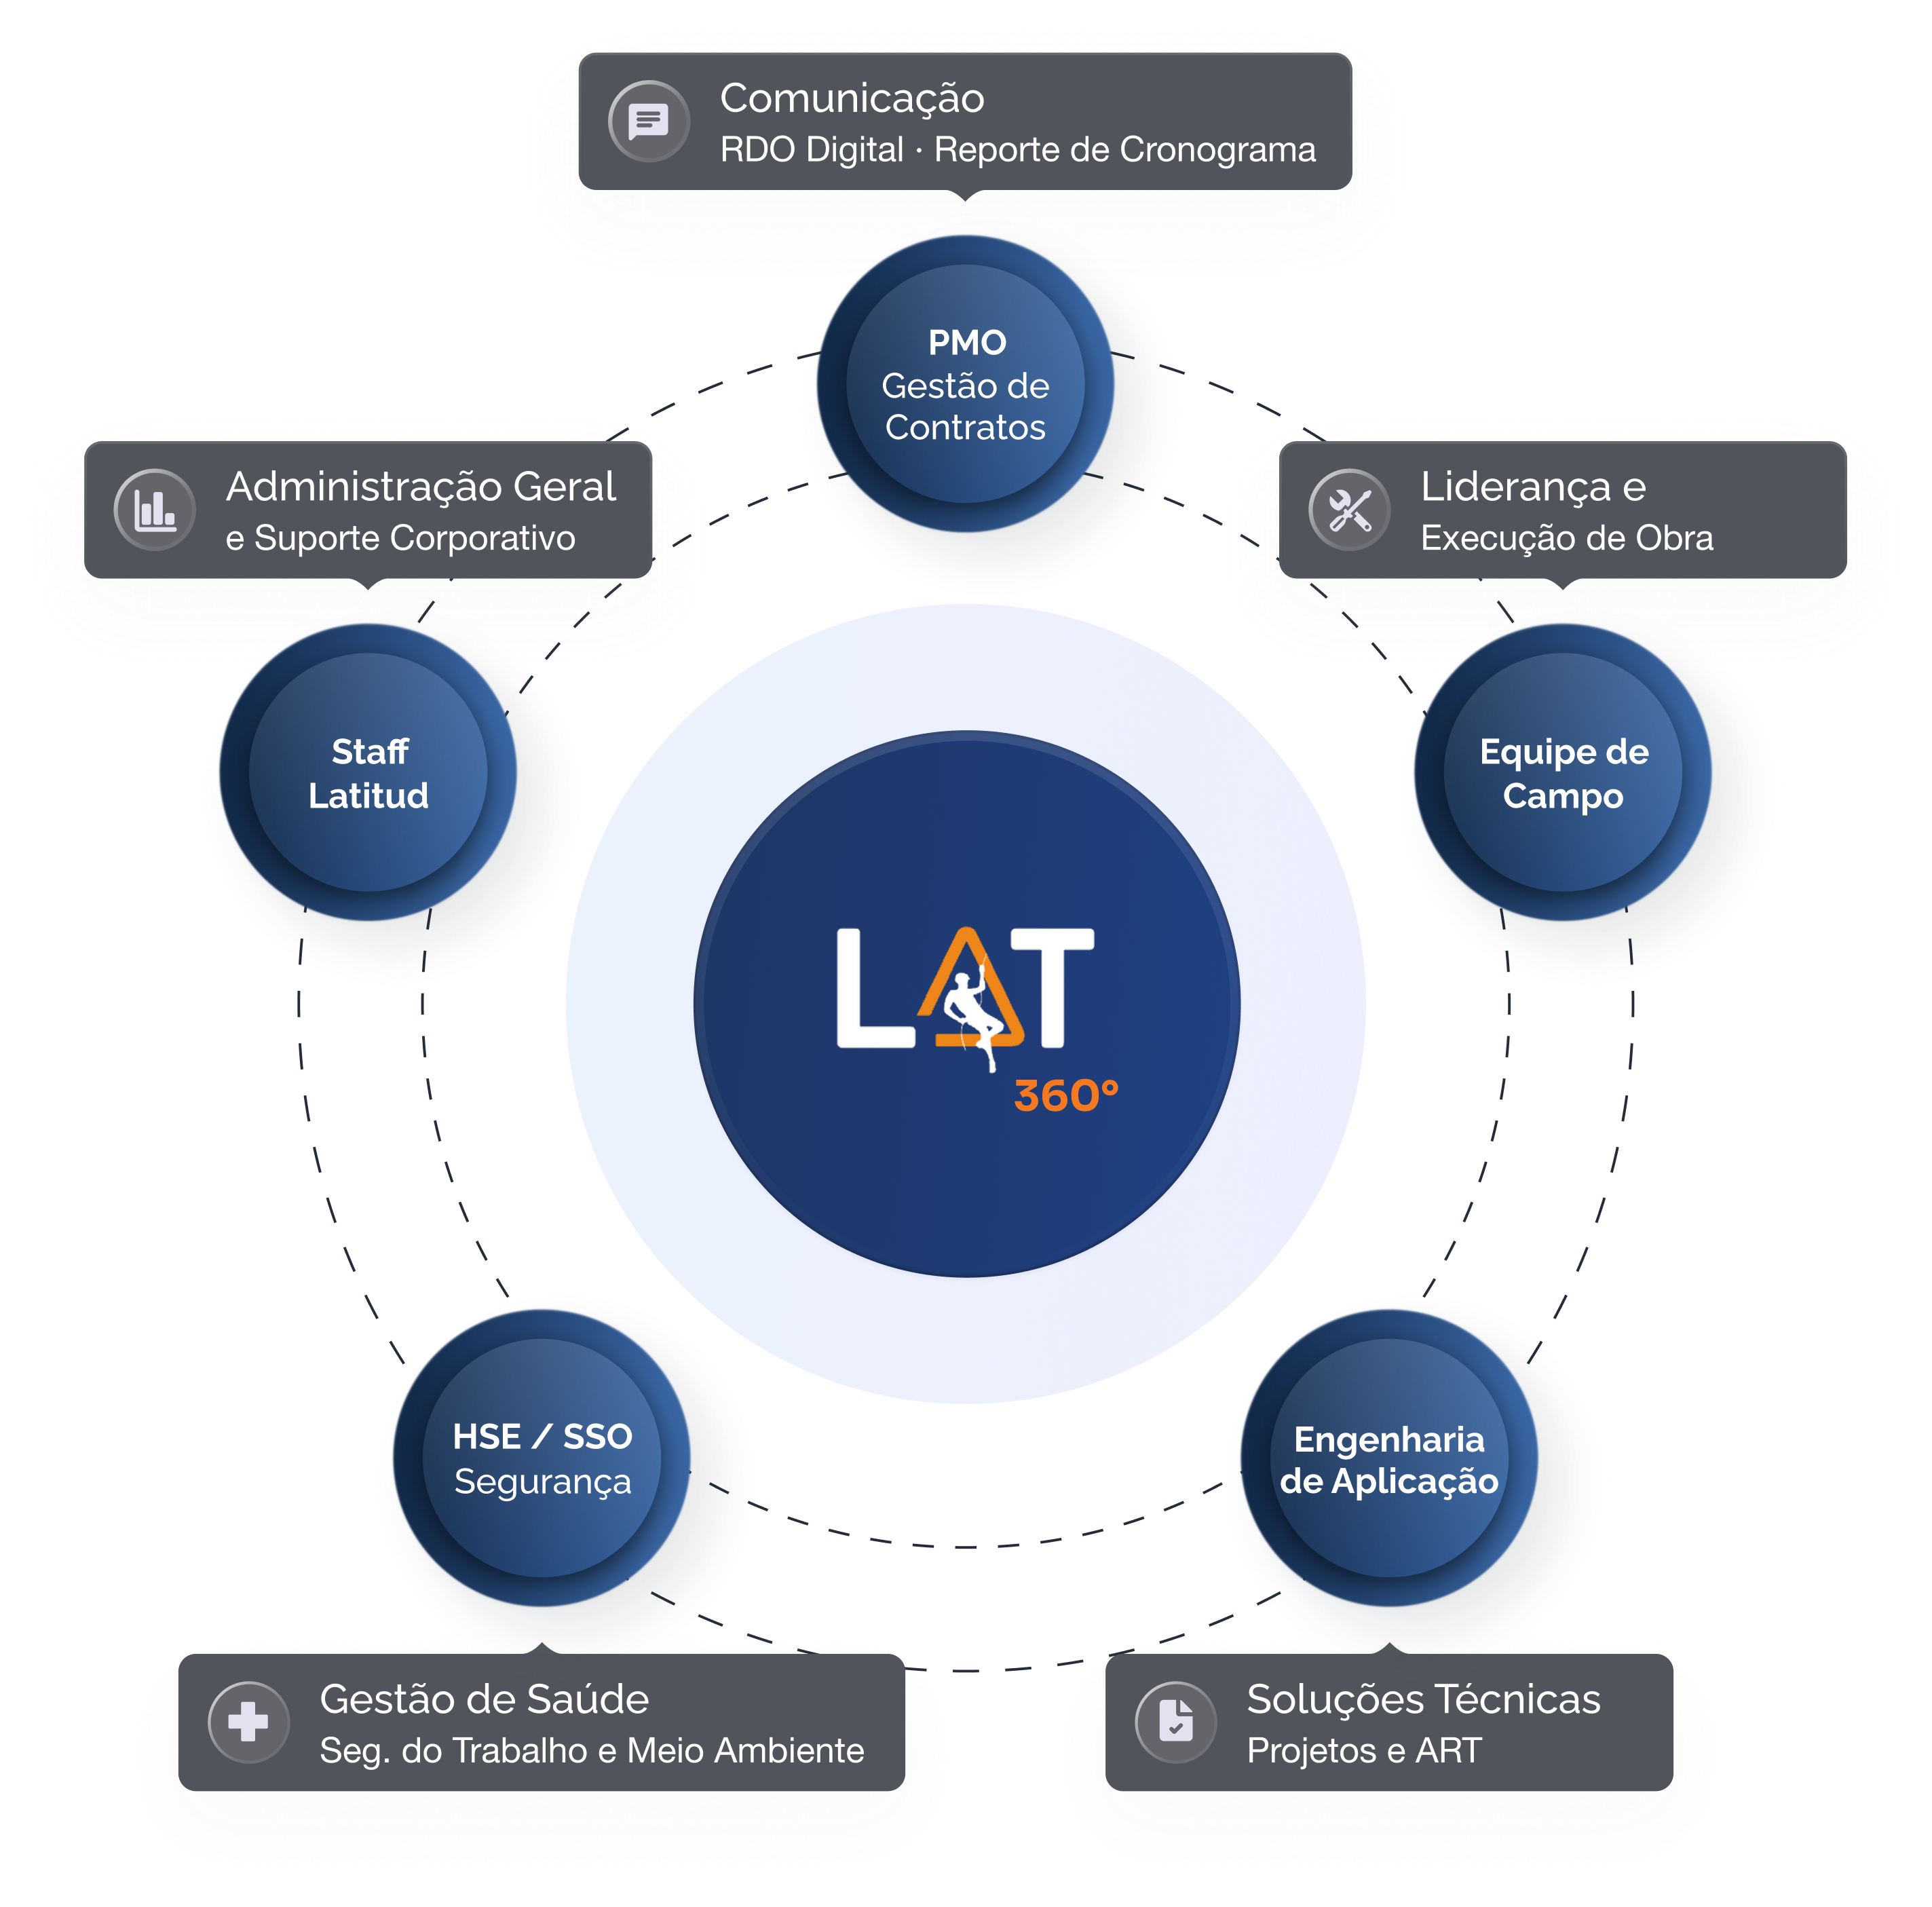 Comunicação
RDO Digital · Reporte de Cronograma
PMO
Gestão de
Contratos
Administração Geral
e Suporte Corporativo
Liderança e
Execução de Obra
Staff
Latitud
Equipe de
Campo
LAT
360º
HSE / SSO
Segurança
Engenharia
de Aplicação
Gestão de Saúde
Seg. do Trabalho e Meio Ambiente
Soluções Técnicas
Projetos e ART